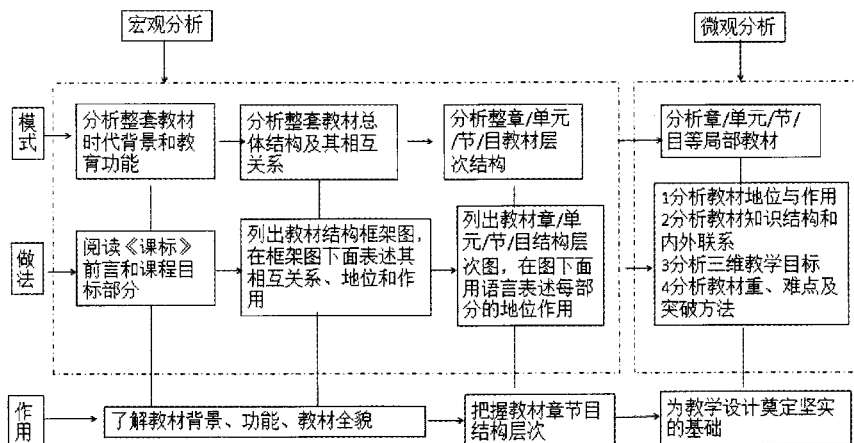 宏观分析
微观分析
模式
分析整套教材
时代背景和教
育功能
分析整套教材总
体结构及其相互
关系
分析整章/单元
/节/目教材层
次结构
分析章/单元/节/
目等局部教材
做法
阅读《课标》
前言和课程目
标部分
列出教材结构框架图，
在框架图下面表述其
相互关系、地位和作
用
列出教材章/单
元/节/目结构层
次图，在图下面
用语言表述每部
分的地位作用
1分析教材地位与作用
2分析教材知识结构和
内外联系
3分析三维教学目标
4分析教材重、难点及
突破方法
作用
了解教材背景、功能、教材全貌
把握教材章节目
结构层次
为教学设计奠定坚实
的基础